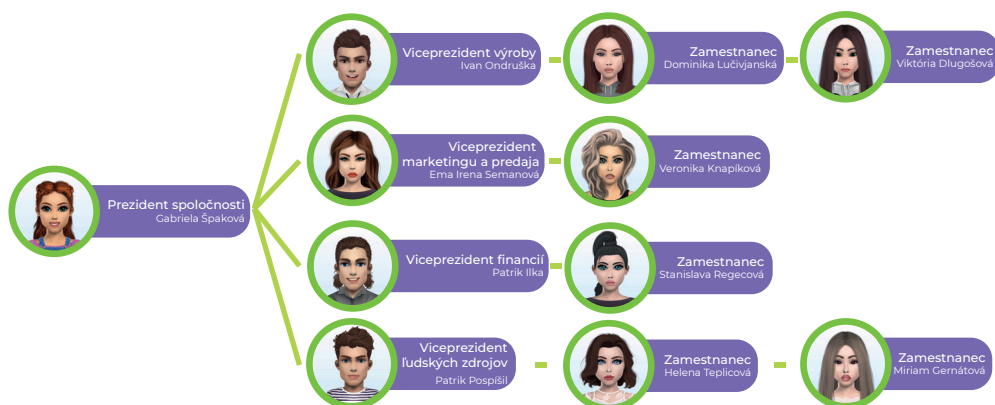 Prezident spoločnosti
Gabriela Špaková
Viceprezident výroby
Ivan Ondruška
Zamestnanec
Dominika Lučivjanská
Zamestnanec
Viktória Dlugošová
Viceprezident
marketingu a predaja
Ema Irena Semanová
Zamestnanec
Veronika Knapíková
Viceprezident financií
Patrik Ilka
Zamestnanec
Stanislava Regecová
Viceprezident
ľudských zdrojov
Patrik Pospíšil
Zamestnanec
Helena Teplicová
Zamestnanec
Miriam Gernátová